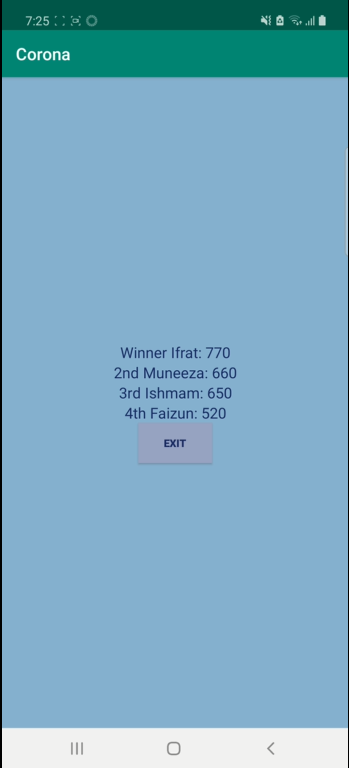 7:25
Corona
Winner Ifrat: 770
2nd Muneeza: 660
3rd Ishmam: 650
4th Faizun: 520
EXIT